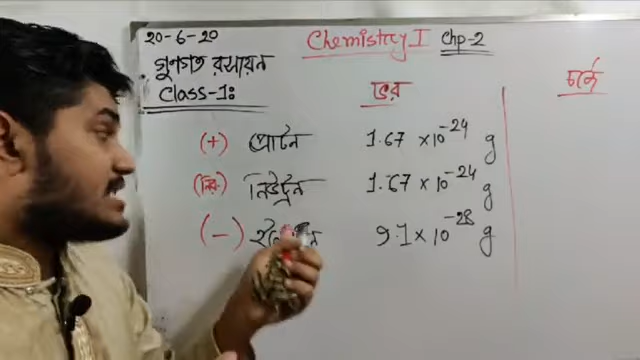 20-6-20
Chemistry I Chp-2
গুণগত রসায়ন
Class-1:
ভর
চার্জ
(+) প্রোটন 1.67 ×10⁻²⁴ g
(নির.) নিউট্রন 1.67 ×10⁻²⁴ g
(−) 9.1×10⁻²⁸ g